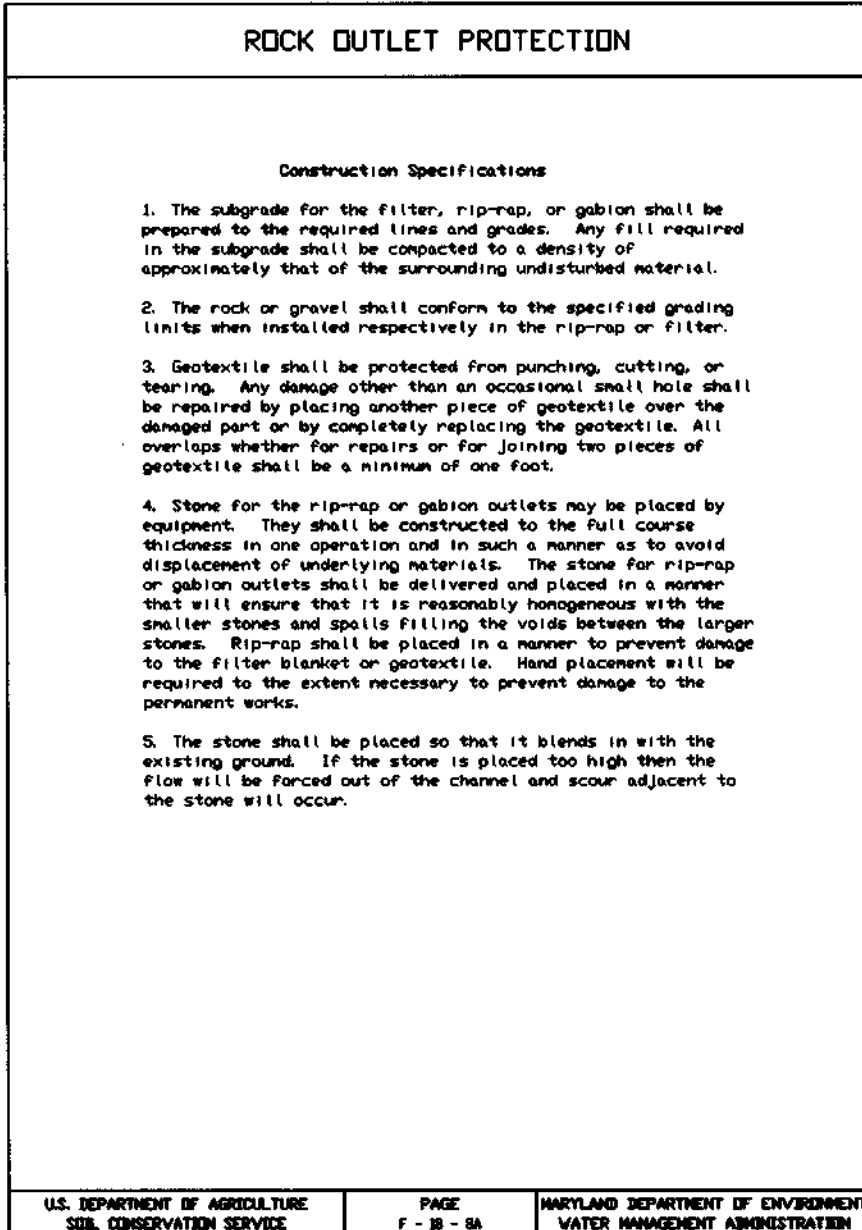 ROCK OUTLET PROTECTION
Construction Specifications
1. The subgrade for the filter, rip-rap, or gabion shall be
prepared to the required lines and grades. Any fill required
in the subgrade shall be compacted to a density of
approximately that of the surrounding undisturbed material.
2. The rock or gravel shall conform to the specified grading
limits when installed respectively in the rip-rap or filter.
3. Geotextile shall be protected from punching, cutting, or
tearing. Any damage other than an occasional small hole shall
be repaired by placing another piece of geotextile over the
damaged part or by completely replacing the geotextile. All
overlaps whether for repairs or for joining two pieces of
geotextile shall be a minimum of one foot.
4. Stone for the rip-rap or gabion outlets may be placed by
equipment. They shall be constructed to the full course
thickness in one operation and in such a manner as to avoid
displacement of underlying materials. The stone for rip-rap
or gabion outlets shall be delivered and placed in a manner
that will ensure that it is reasonably homogeneous with the
smaller stones and spalls filling the voids between the larger
stones. Rip-rap shall be placed in a manner to prevent damage
to the filter blanket or geotextile. Hand placement will be
required to the extent necessary to prevent damage to the
permanent works.
5. The stone shall be placed so that it blends in with the
existing ground. If the stone is placed too high then the
flow will be forced out of the channel and scour adjacent to
the stone will occur.
U.S. DEPARTMENT OF AGRICULTURE
SOIL CONSERVATION SERVICE
PAGE
F - 18 - 8A
MARYLAND DEPARTMENT OF ENVIRONMENT
WATER MANAGEMENT ADMINISTRATION